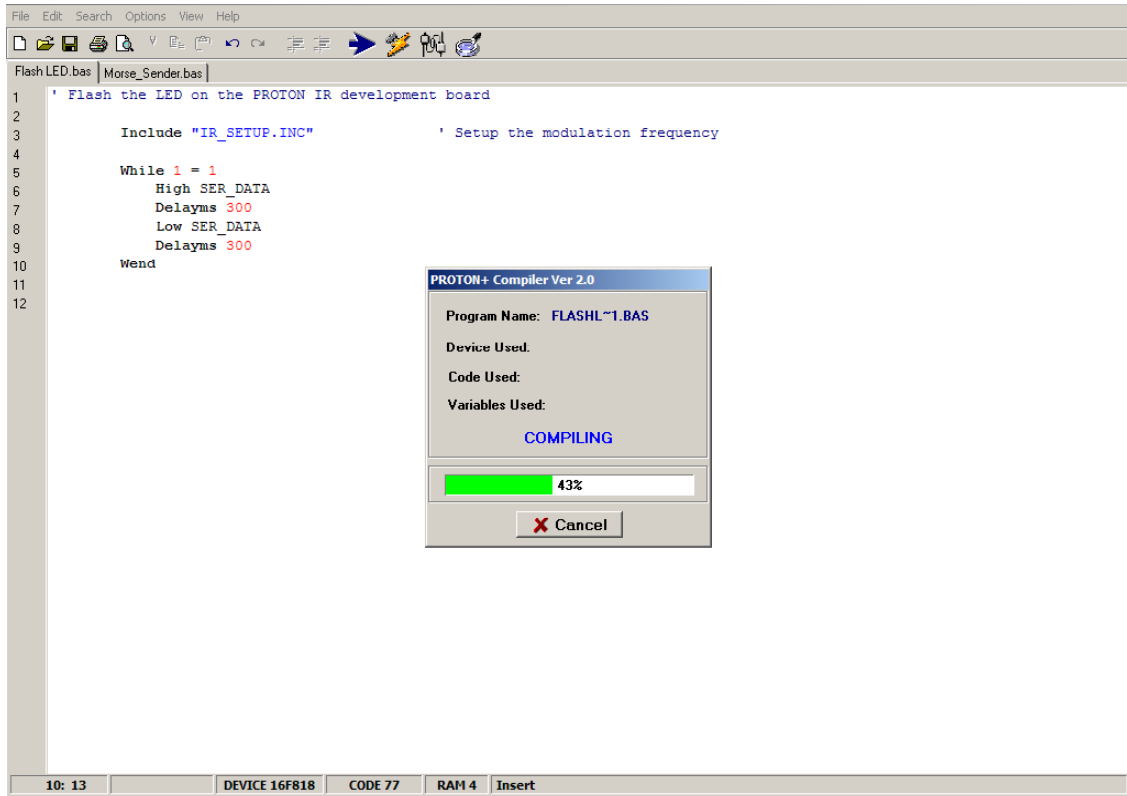 File Edit Search Options View Help
Flash LED.bas Morse_Sender.bas
1 ' Flash the LED on the PROTON IR development board
2
3 Include "IR_SETUP.INC" ' Setup the modulation frequency
4
5 While 1 = 1
6 High SER_DATA
7 Delayms 300
8 Low SER_DATA
9 Delayms 300
10 Wend
11
12
PROTON+ Compiler Ver 2.0
Program Name: FLASHL~1.BAS
Device Used:
Code Used:
Variables Used:
COMPILING
43%
Cancel
10: 13 DEVICE 16F818 CODE 77 RAM 4 Insert